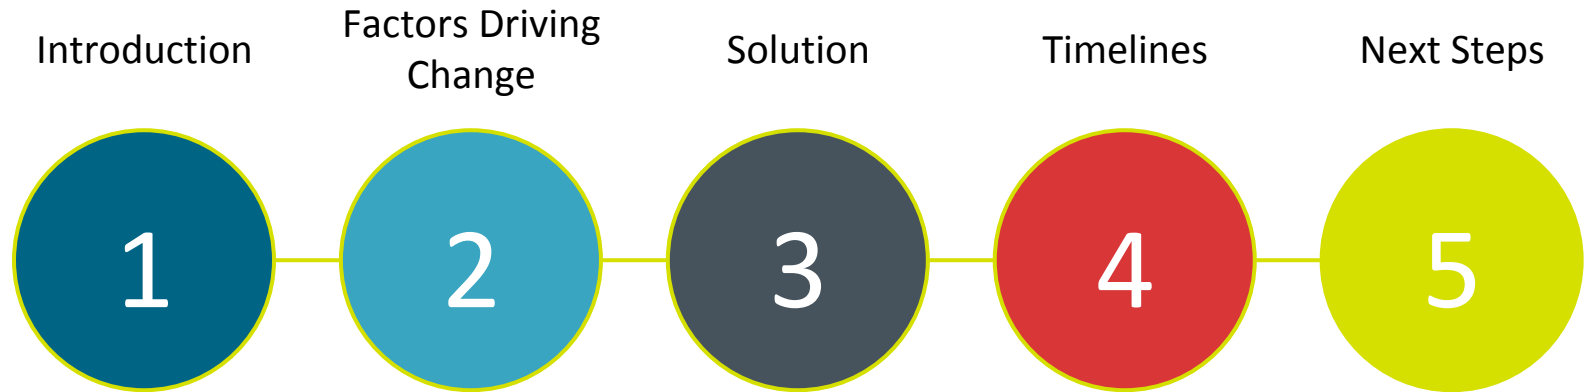 Introduction
Factors Driving
Change
Solution
Timelines
Next Steps
1
2
3
4
5